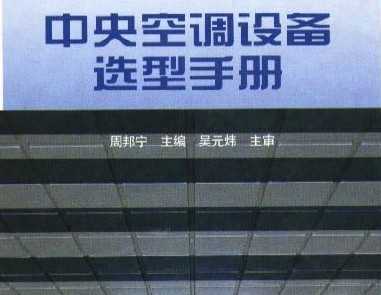 中央空调设备
选型手册
周邦宁 主编 吴元炜 主审